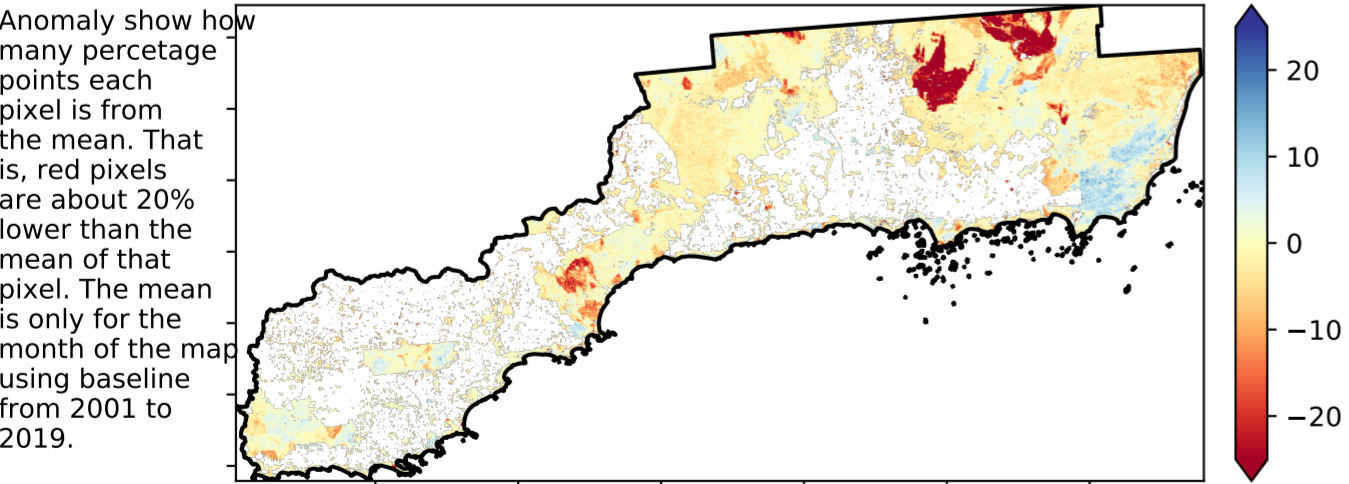 Anomaly show how
many percetage
points each
pixel is from
the mean. That
is, red pixels
are about 20%
lower than the
mean of that
pixel. The mean
is only for the
month of the map
using baseline
from 2001 to
2019.
20
10
0
−10
−20